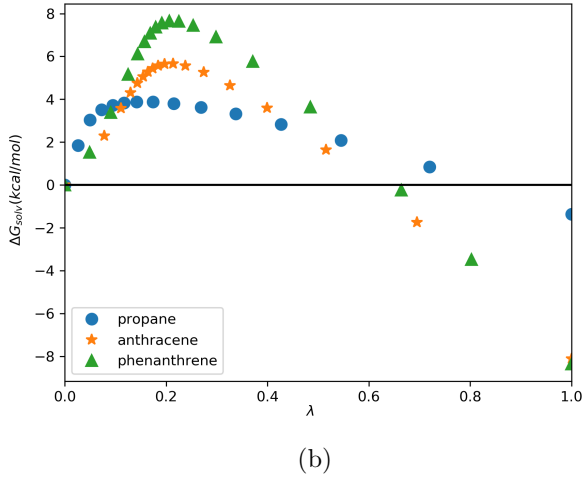 8
6
4
2
0
−2
−4
−6
−8
ΔG_solv(kcal/mol)
propane
anthracene
phenanthrene
0.0 0.2 0.4 0.6 0.8 1.0
λ
(b)